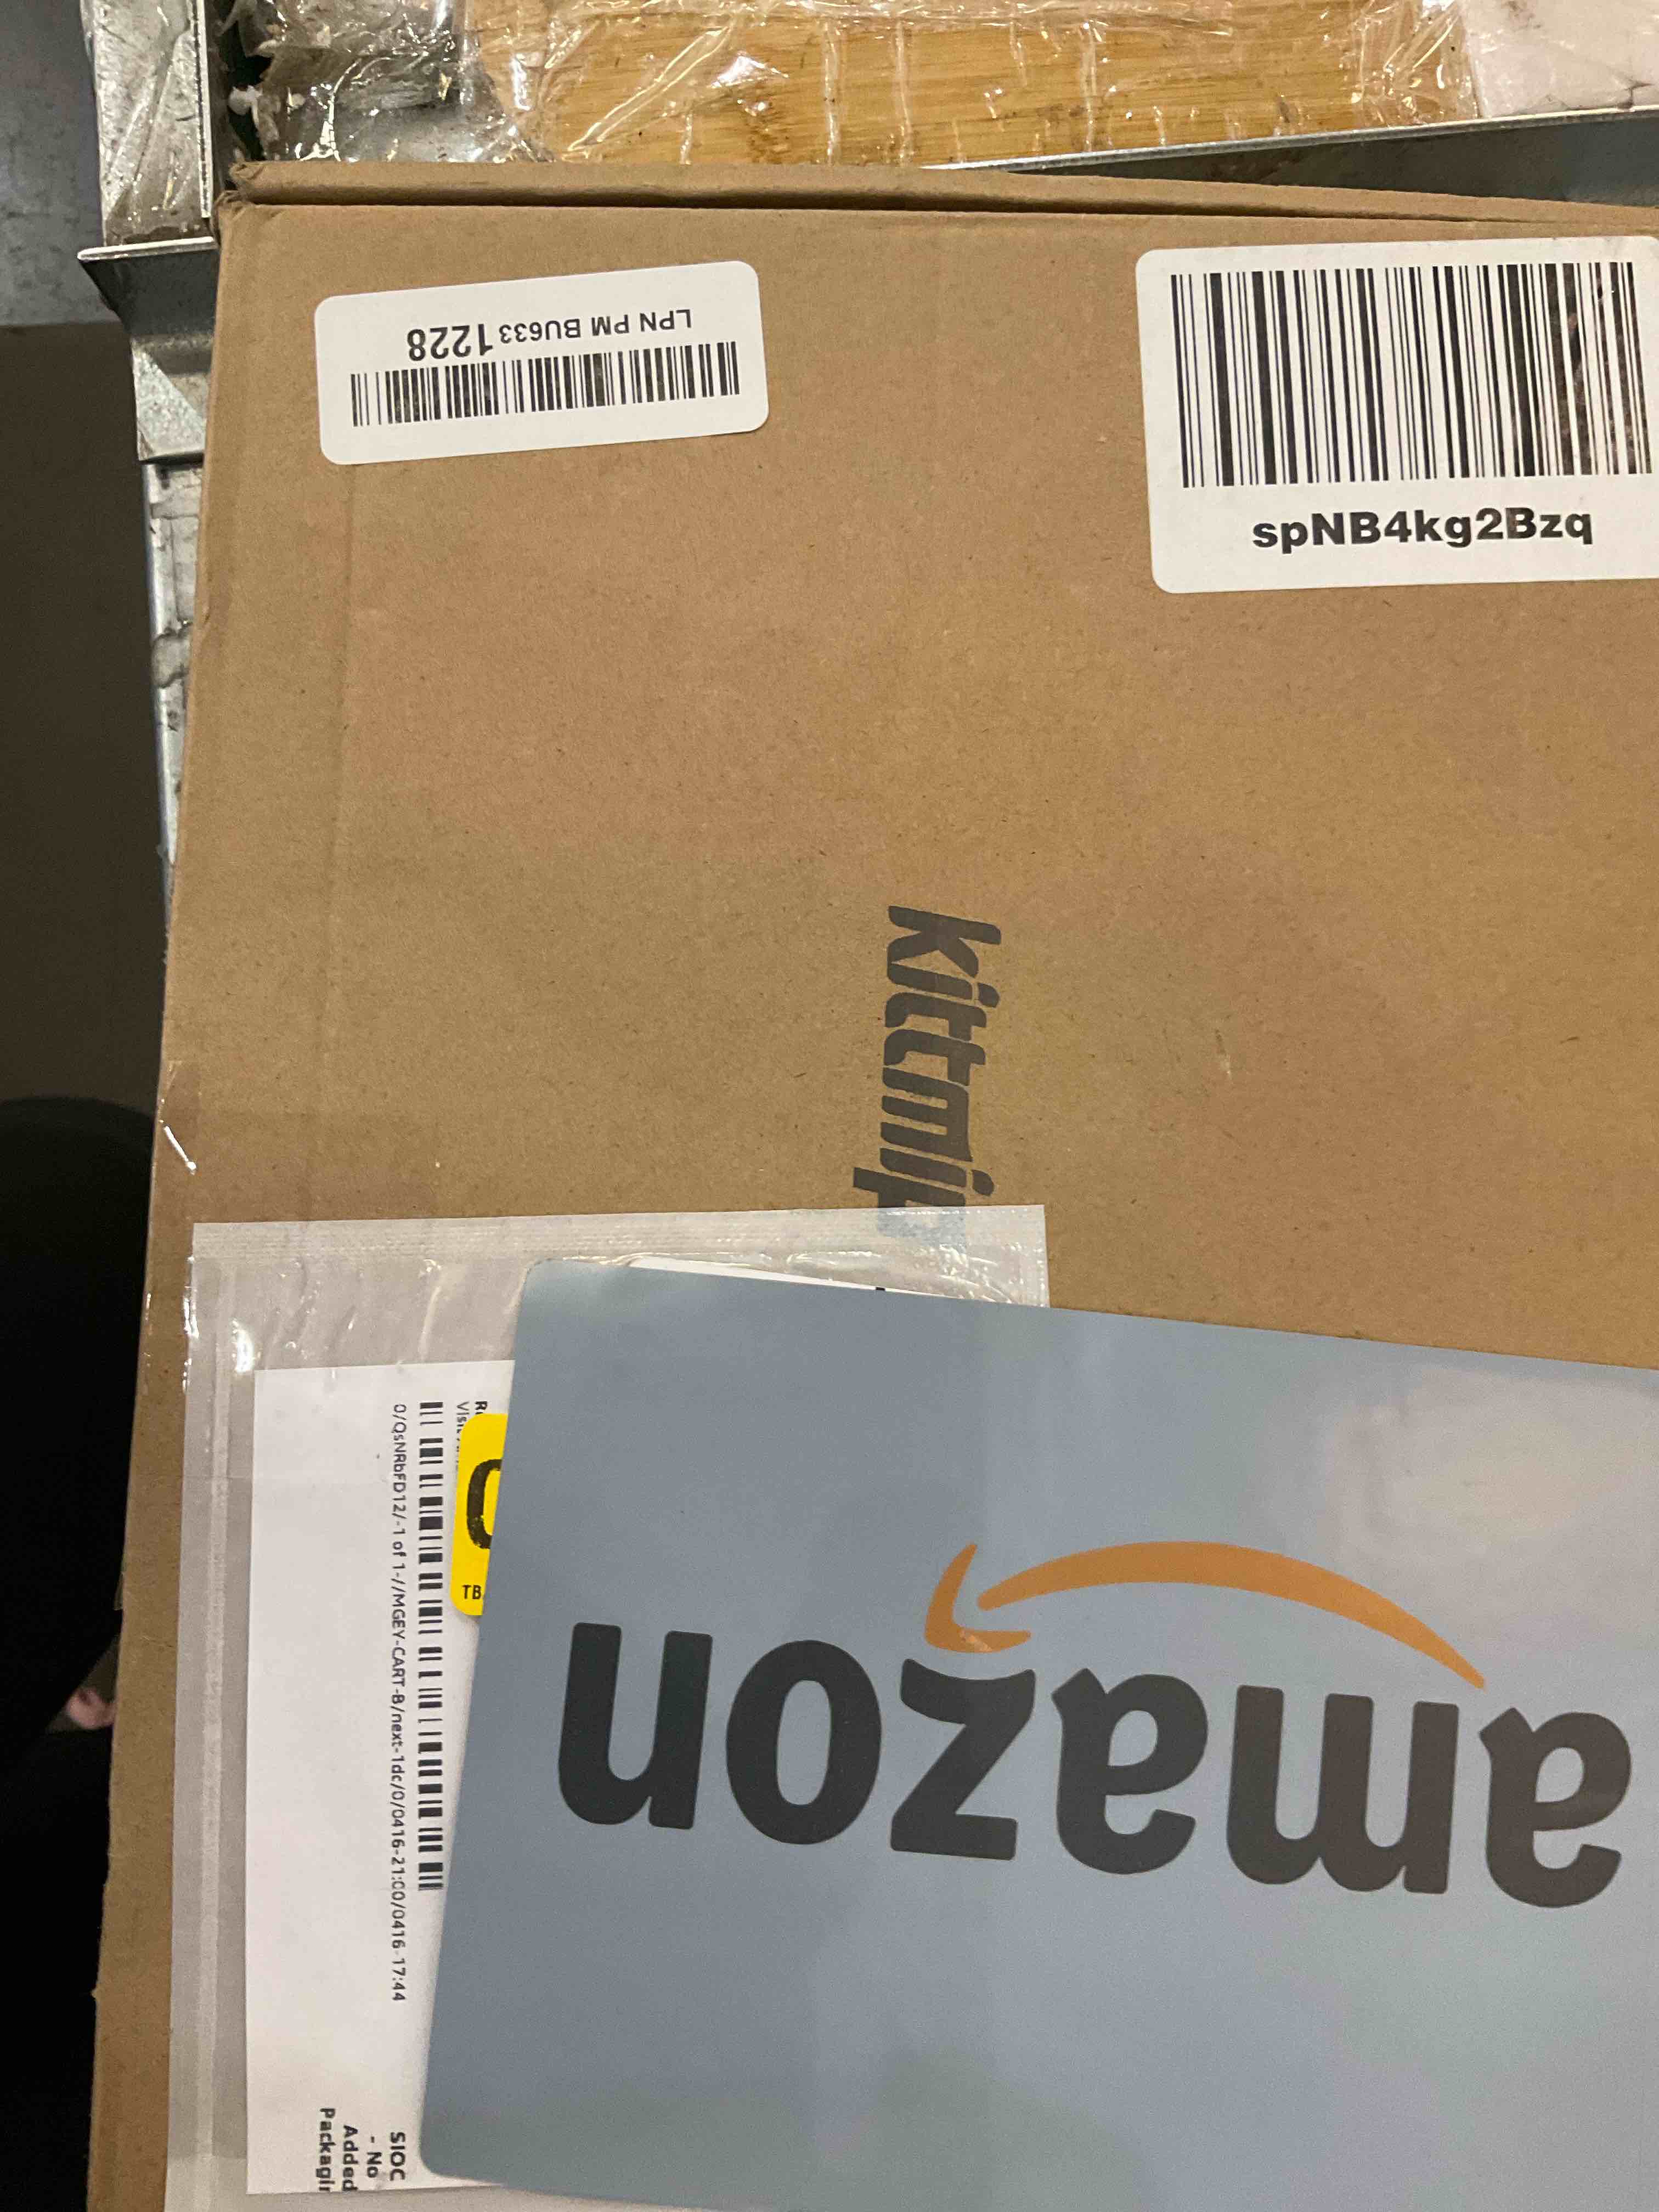 LPN PM BU633 1228
spNB4kg2Bzq
kittmip
0/QsNRbFD12/-1 of 1-//MGEY-CART-B/next-1dc/0/0416-21:00/0416-17:44
TB
SIOC
- No
Added
amazon